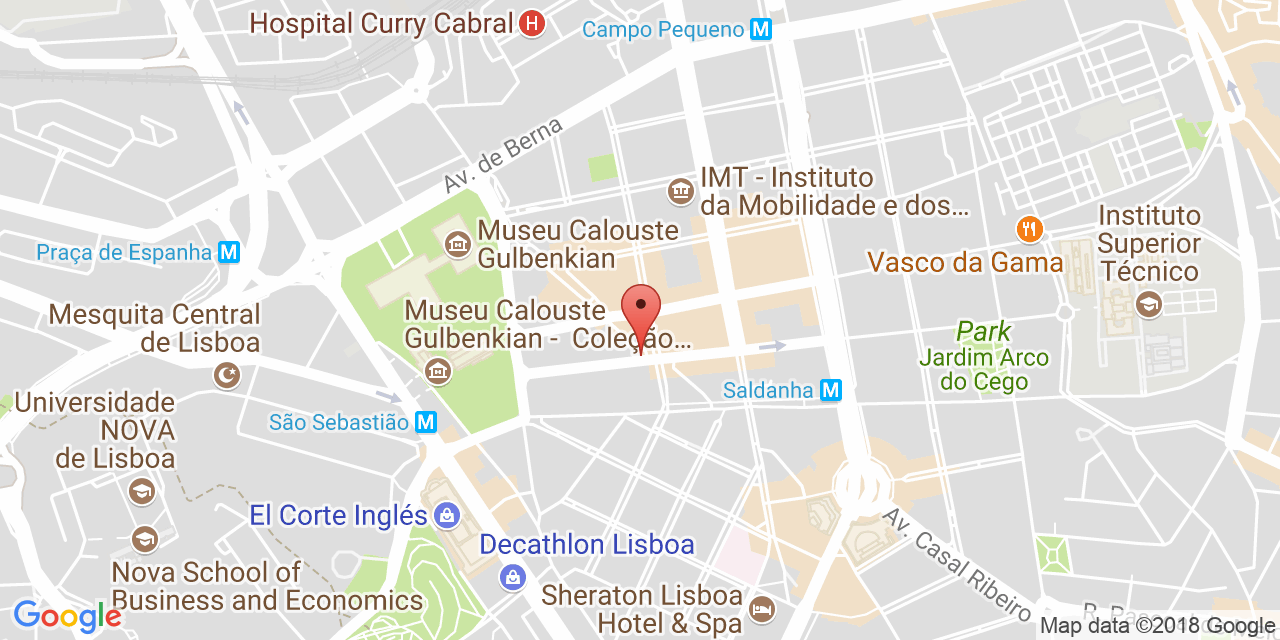 Hospital Curry Cabral
H
Campo Pequeno M
Av. de Berna
IMT - Instituto
da Mobilidade e dos...
Museu Calouste
Gulbenkian
Praça de Espanha M
Vasco da Gama
Instituto
Superior
Técnico
Mesquita Central
de Lisboa
Museu Calouste
Gulbenkian - Coleção...
Park
Jardim Arco
do Cego
Saldanha M
Universidade
NOVA
de Lisboa
São Sebastião M
El Corte Inglés
Decathlon Lisboa
Av. Casal Ribeiro
Nova School of
Business and Economics
Sheraton Lisboa
Hotel & Spa
Google
Map data ©2018 Google